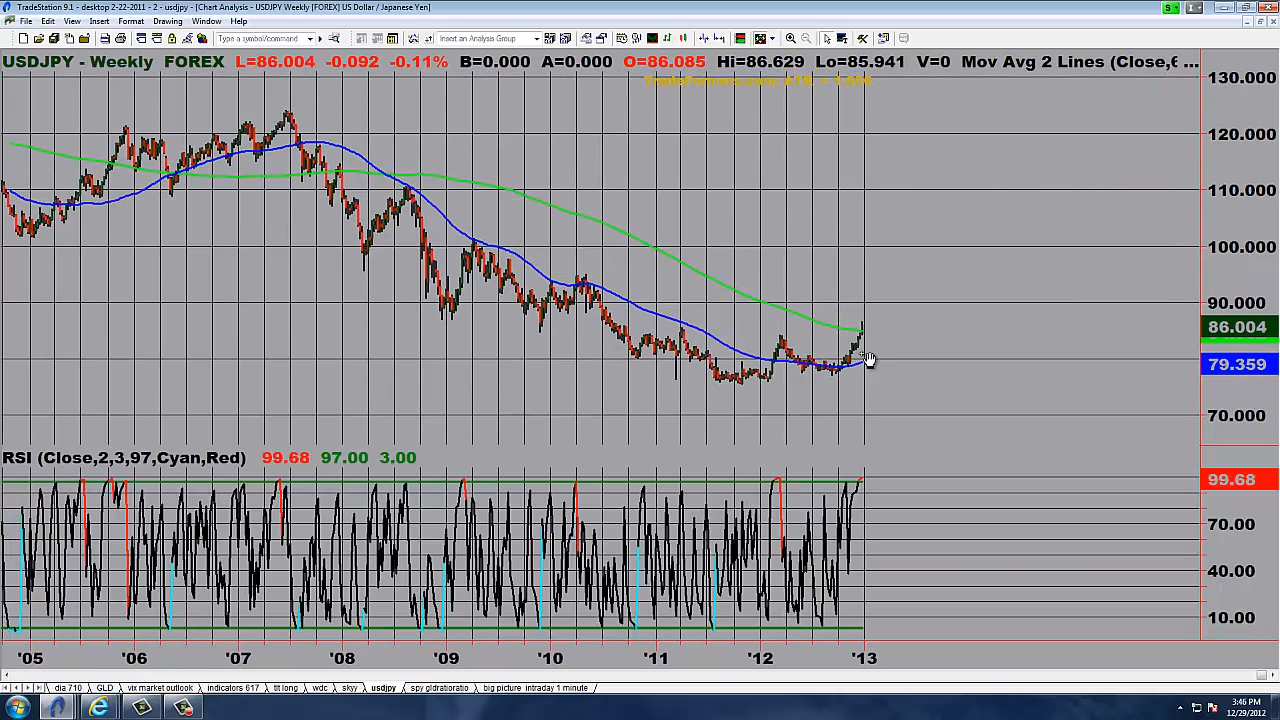 TradeStation 9.1 - desktop 2-22-2011 - 2 - usdjpy - [Chart Analysis - USDJPY Weekly [FOREX] US Dollar / Japanese Yen]
File Edit View Insert Format Drawing Window Help
Type a symbol/command Insert an Analysis Group
USDJPY - Weekly FOREX L=86.004 -0.092 -0.11% B=0.000 A=0.000 O=86.085 Hi=86.629 Lo=85.941 V=0 Mov Avg 2 Lines (Close,6 ...
130.000
120.000
110.000
100.000
90.000
86.004
79.359
70.000
RSI (Close,2,3,97,Cyan,Red) 99.68 97.00 3.00
99.68
70.00
40.00
10.00
'05 '06 '07 '08 '09 '10 '11 '12 '13
dia 710 GLD vix market outlook indicators 617 tlt long wdc skyy usdjpy spy gldratioratio big picture intraday 1 minute
3:46 PM
12/29/2012